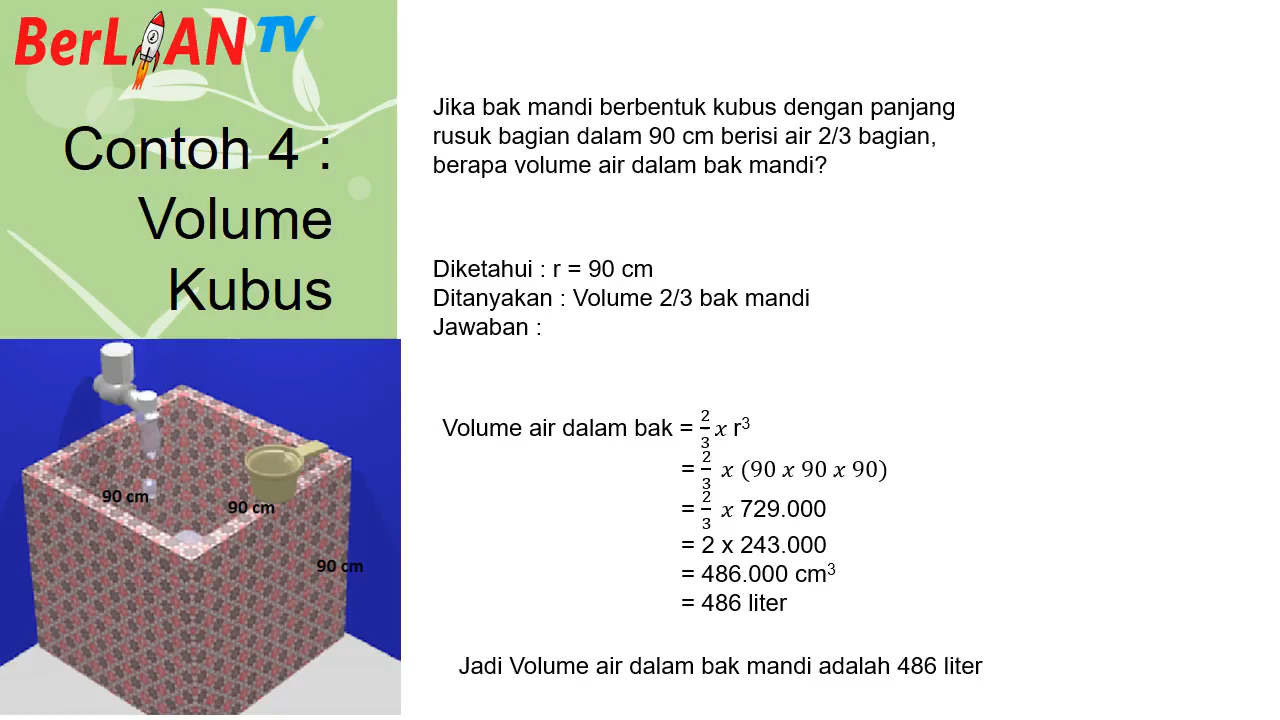 BerLIAN TV
Contoh 4 :
Volume
Kubus
Jika bak mandi berbentuk kubus dengan panjang
rusuk bagian dalam 90 cm berisi air 2/3 bagian,
berapa volume air dalam bak mandi?
Diketahui : r = 90 cm
Ditanyakan : Volume 2/3 bak mandi
Jawaban :
Volume air dalam bak = 2/3 x r³
= 2/3 x (90 x 90 x 90)
= 2/3 x 729.000
= 2 x 243.000
= 486.000 cm³
= 486 liter
Jadi Volume air dalam bak mandi adalah 486 liter
90 cm
90 cm
90 cm